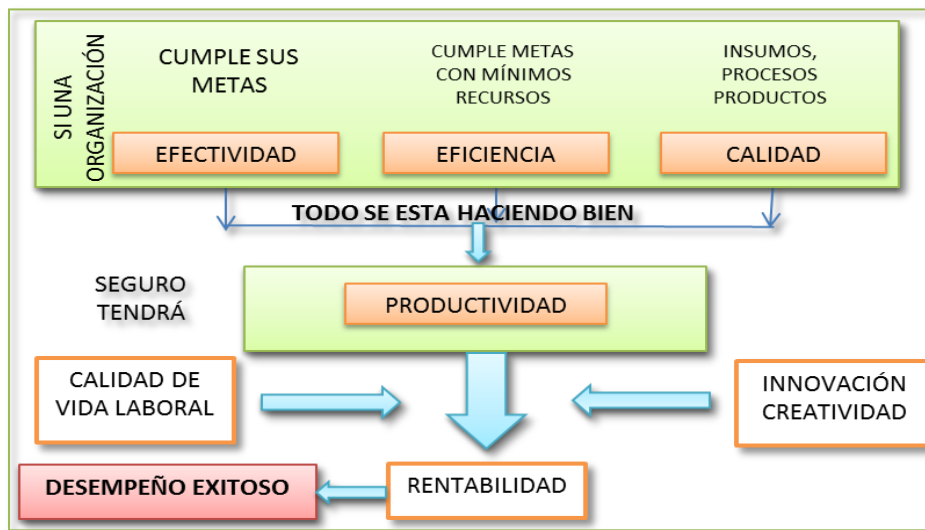 SI UNA
ORGANIZACIÓN
CUMPLE SUS
METAS
EFECTIVIDAD
CUMPLE METAS
CON MÍNIMOS
RECURSOS
EFICIENCIA
INSUMOS,
PROCESOS
PRODUCTOS
CALIDAD
TODO SE ESTA HACIENDO BIEN
SEGURO
TENDRÁ
PRODUCTIVIDAD
CALIDAD DE
VIDA LABORAL
INNOVACIÓN
CREATIVIDAD
DESEMPEÑO EXITOSO
RENTABILIDAD